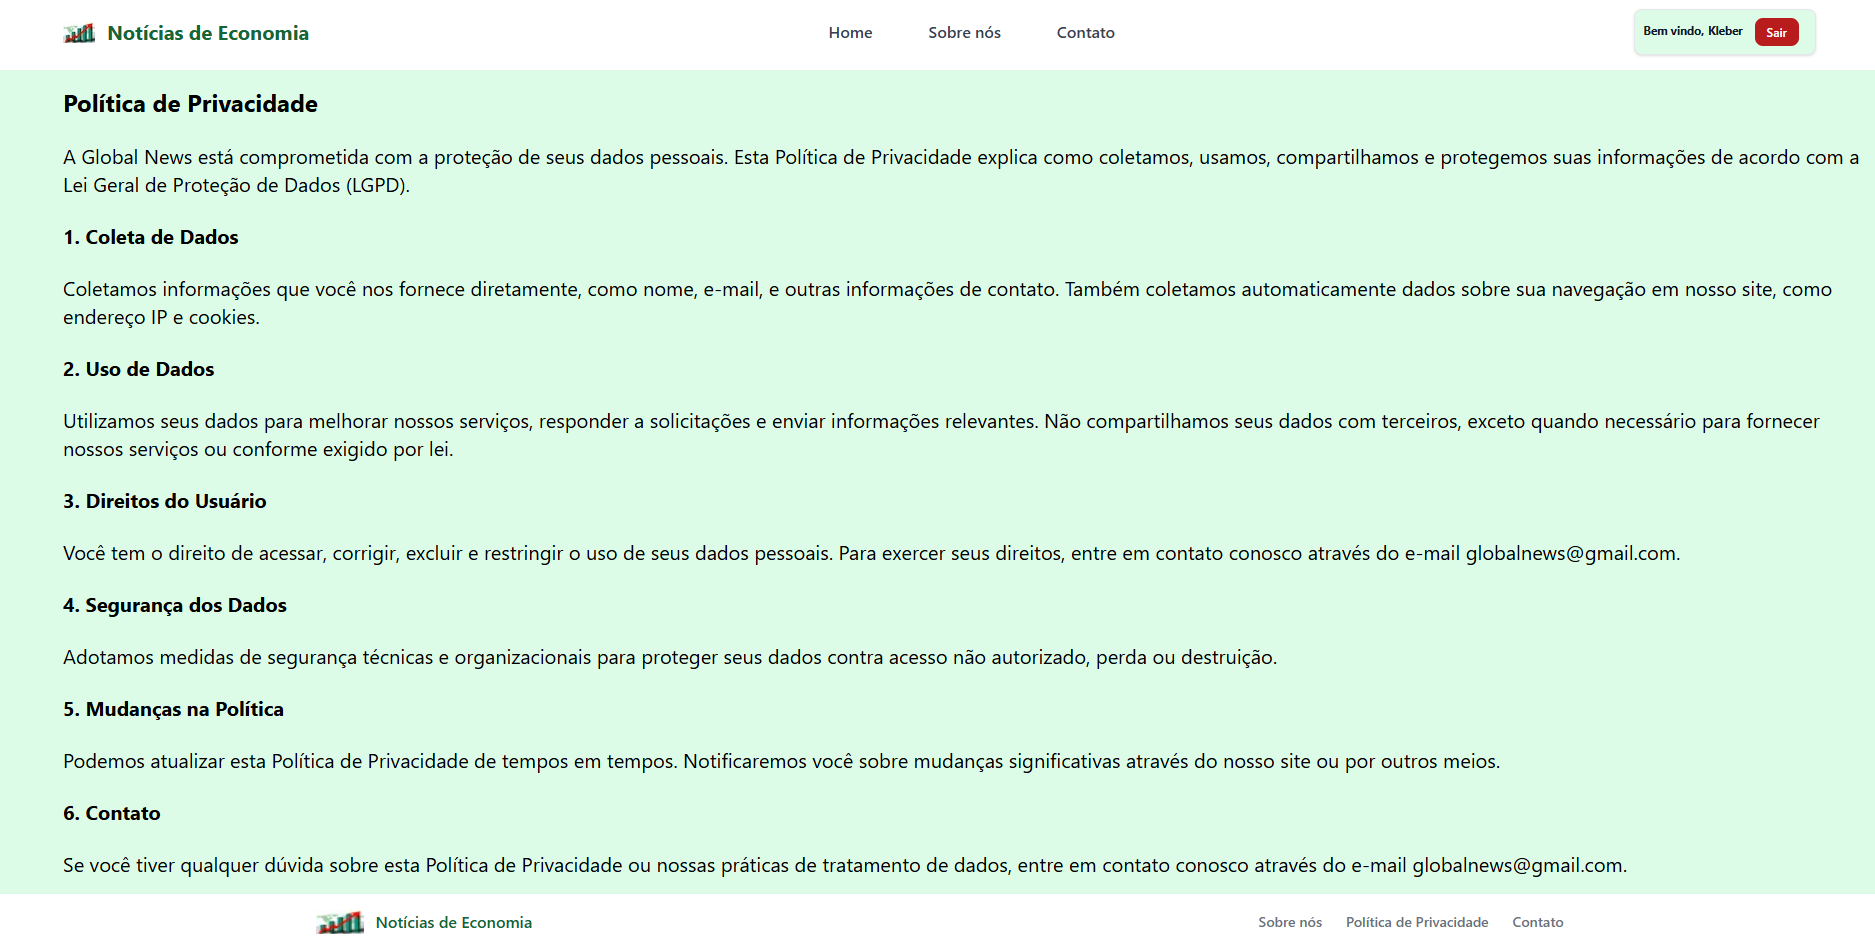 Notícias de Economia
Home
Sobre nós
Contato
Bem vindo, Kleber
Sair
Política de Privacidade
A Global News está comprometida com a proteção de seus dados pessoais. Esta Política de Privacidade explica como coletamos, usamos, compartilhamos e protegemos suas informações de acordo com a
Lei Geral de Proteção de Dados (LGPD).
1. Coleta de Dados
Coletamos informações que você nos fornece diretamente, como nome, e-mail, e outras informações de contato. Também coletamos automaticamente dados sobre sua navegação em nosso site, como
endereço IP e cookies.
2. Uso de Dados
Utilizamos seus dados para melhorar nossos serviços, responder a solicitações e enviar informações relevantes. Não compartilhamos seus dados com terceiros, exceto quando necessário para fornecer
nossos serviços ou conforme exigido por lei.
3. Direitos do Usuário
Você tem o direito de acessar, corrigir, excluir e restringir o uso de seus dados pessoais. Para exercer seus direitos, entre em contato conosco através do e-mail globalnews@gmail.com.
4. Segurança dos Dados
Adotamos medidas de segurança técnicas e organizacionais para proteger seus dados contra acesso não autorizado, perda ou destruição.
5. Mudanças na Política
Podemos atualizar esta Política de Privacidade de tempos em tempos. Notificaremos você sobre mudanças significativas através do nosso site ou por outros meios.
6. Contato
Se você tiver qualquer dúvida sobre esta Política de Privacidade ou nossas práticas de tratamento de dados, entre em contato conosco através do e-mail globalnews@gmail.com.
Notícias de Economia
Sobre nós
Política de Privacidade
Contato